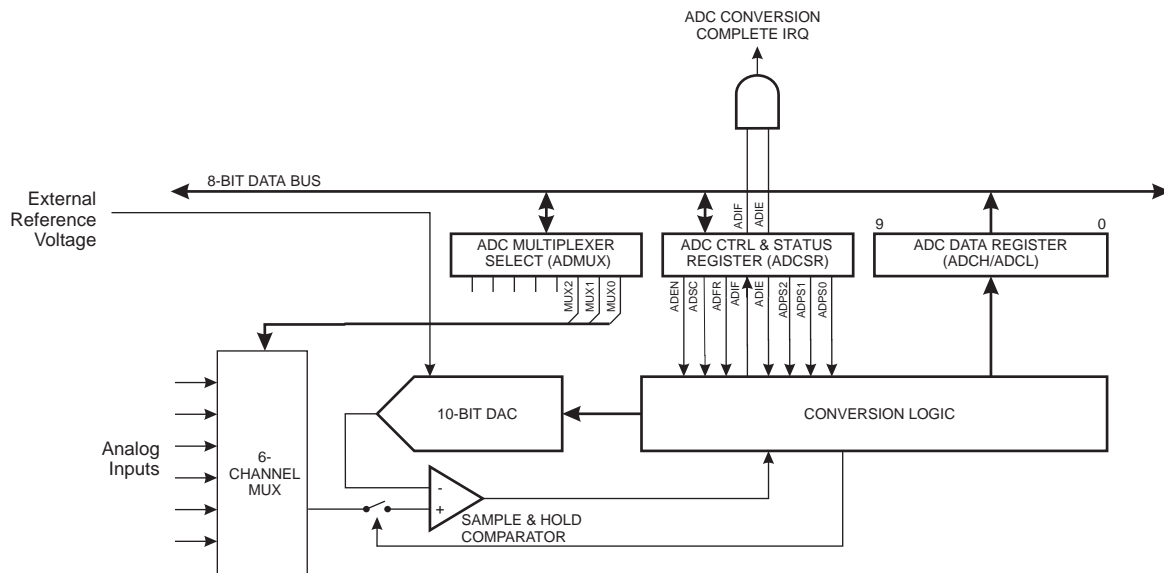 ADC CONVERSION
COMPLETE IRQ
8-BIT DATA BUS
External
Reference
Voltage
ADIF
ADIE
9
0
ADC MULTIPLEXER
SELECT (ADMUX)
ADC CTRL & STATUS
REGISTER (ADCSR)
ADC DATA REGISTER
(ADCH/ADCL)
MUX2
MUX1
MUX0
ADEN
ADSC
ADFR
ADIF
ADIE
ADPS2
ADPS1
ADPS0
10-BIT DAC
CONVERSION LOGIC
Analog
Inputs
6-
CHANNEL
MUX
-
+
SAMPLE & HOLD
COMPARATOR